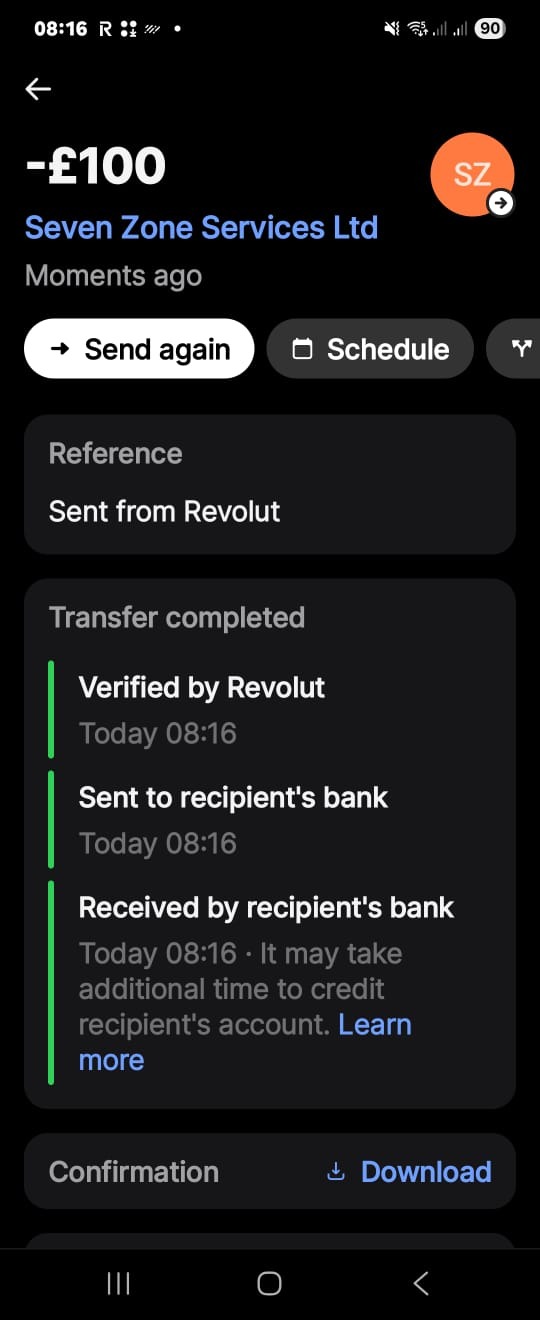 08:16
90
-£100
SZ
Seven Zone Services Ltd
Moments ago
Send again
Schedule
Reference
Sent from Revolut
Transfer completed
Verified by Revolut
Today 08:16
Sent to recipient's bank
Today 08:16
Received by recipient's bank
Today 08:16 · It may take
additional time to credit
recipient's account. Learn
more
Confirmation
Download